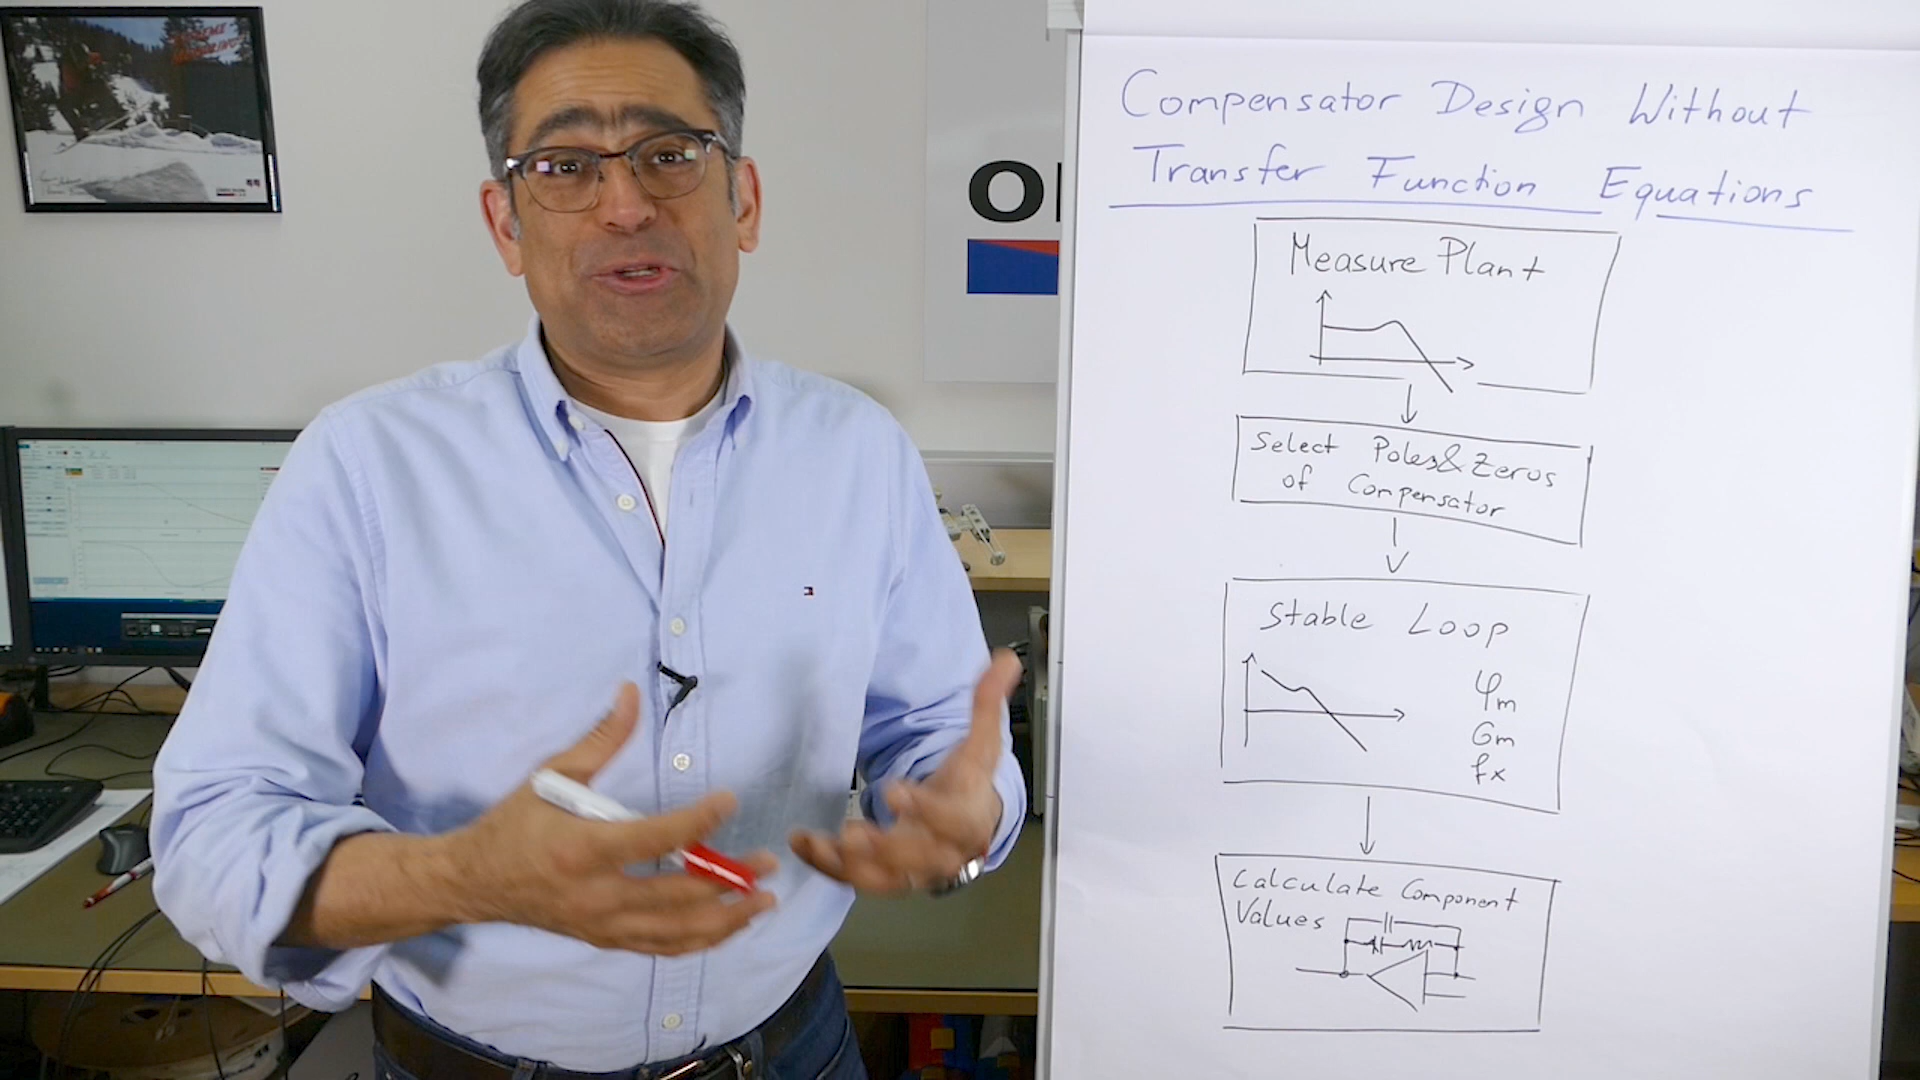 Compensator Design Without
Transfer Function Equations
Measure Plant
Select Poles & Zeros
of Compensator
Stable Loop
φm
Gm
fx
Calculate Component
Values